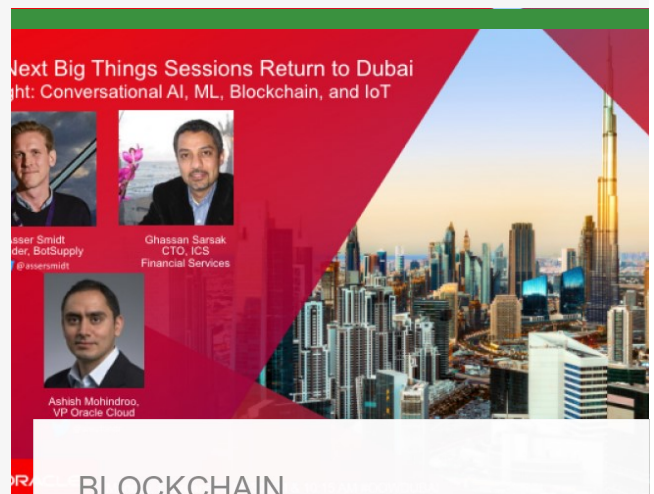 Next Big Things Sessions Return to Dubai
ght: Conversational AI, ML, Blockchain, and IoT
sser Smidt
der, BotSupply
@assersmidt
Ghassan Sarsak
CTO, ICS
Financial Services
Ashish Mohindroo,
VP Oracle Cloud
BLOCKCHAIN